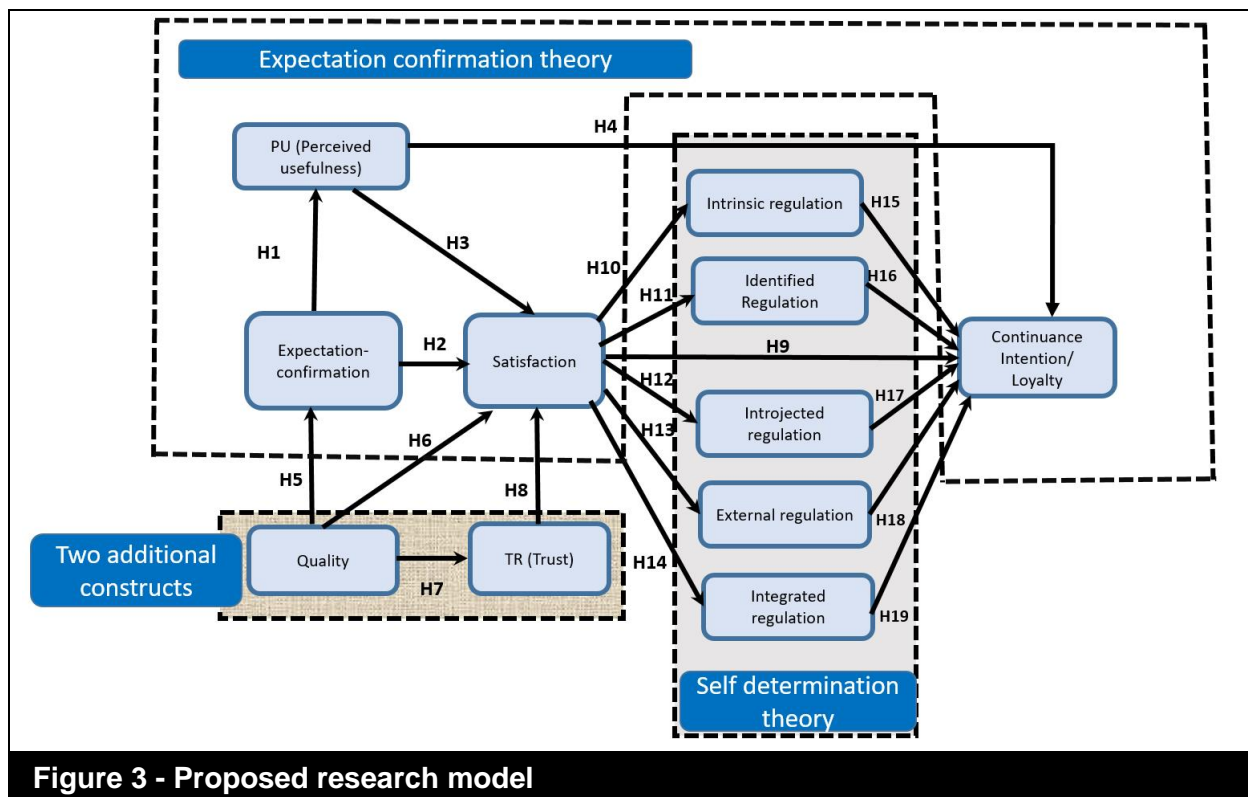 Expectation confirmation theory
H4
PU (Perceived
usefulness)
H1
H3
Expectation-
confirmation
H2
Satisfaction
H5
H6
H8
Two additional
constructs
Quality
H7
TR (Trust)
H10
H11
H9
H12
H13
H14
Intrinsic regulation
Identified
Regulation
Introjected
regulation
External regulation
Integrated
regulation
Self determination
theory
H15
H16
H17
H18
H19
Continuance
Intention/
Loyalty
Figure 3 - Proposed research model